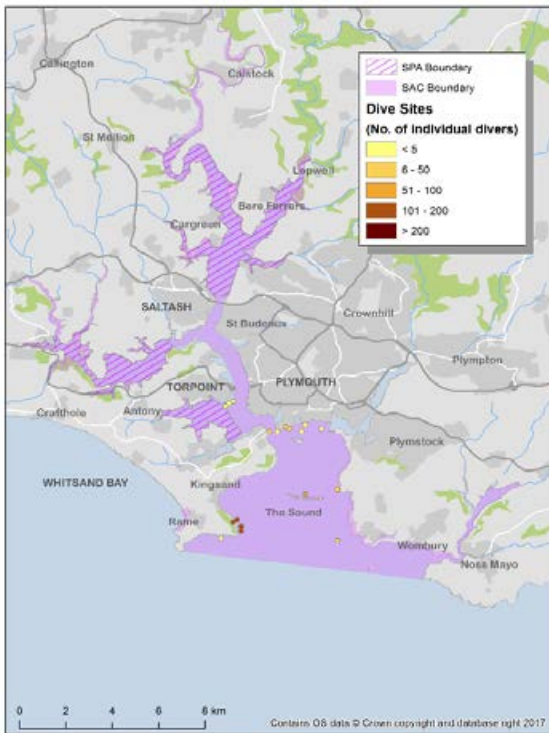 Callington
Calstock
SPA Boundary
SAC Boundary
Dive Sites
(No. of individual divers)
< 5
6 - 50
51 - 100
101 - 200
> 200
St Mellion
Lopwell
Bere Ferrers
Cargreen
SALTASH
St Budeaux
Crownhill
Plympton
TORPOINT
PLYMOUTH
Crafthole
Antony
Plymstock
WHITSAND BAY
Kingsand
The Sound
Rame
Wembury
Noss Mayo
0 2 4 6 km
Contains OS data © Crown copyright and database right 2017